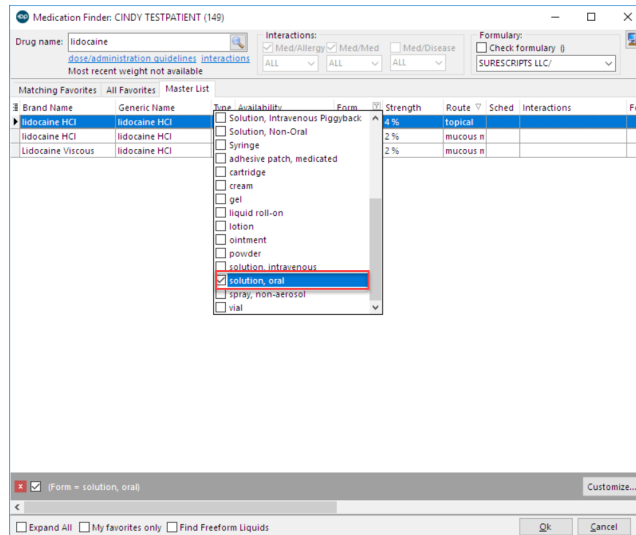 Medication Finder: CINDY TESTPATIENT (149)
Drug name: lidocaine
dose/administration guidelines interactions
Most recent weight not available
Interactions:
Med/Allergy Med/Med Med/Disease
ALL ALL ALL
Formulary:
Check formulary ()
SURESCRIPTS LLC/
Matching Favorites All Favorites Master List
Brand Name Generic Name Type Availability Form Strength Route Sched Interactions
lidocaine HCl lidocaine HCl 4 % topical
lidocaine HCl lidocaine HCl 2 % mucous
Lidocaine Viscous lidocaine HCl 2 % mucous
Solution, Intravenous Piggyback
Solution, Non-Oral
Syringe
adhesive patch, medicated
cartridge
cream
gel
liquid roll-on
lotion
ointment
powder
solution, intravenous
solution, oral
spray, non-aerosol
vial
(Form = solution, oral)
Customize...
Expand All My favorites only Find Freeform Liquids
Ok Cancel